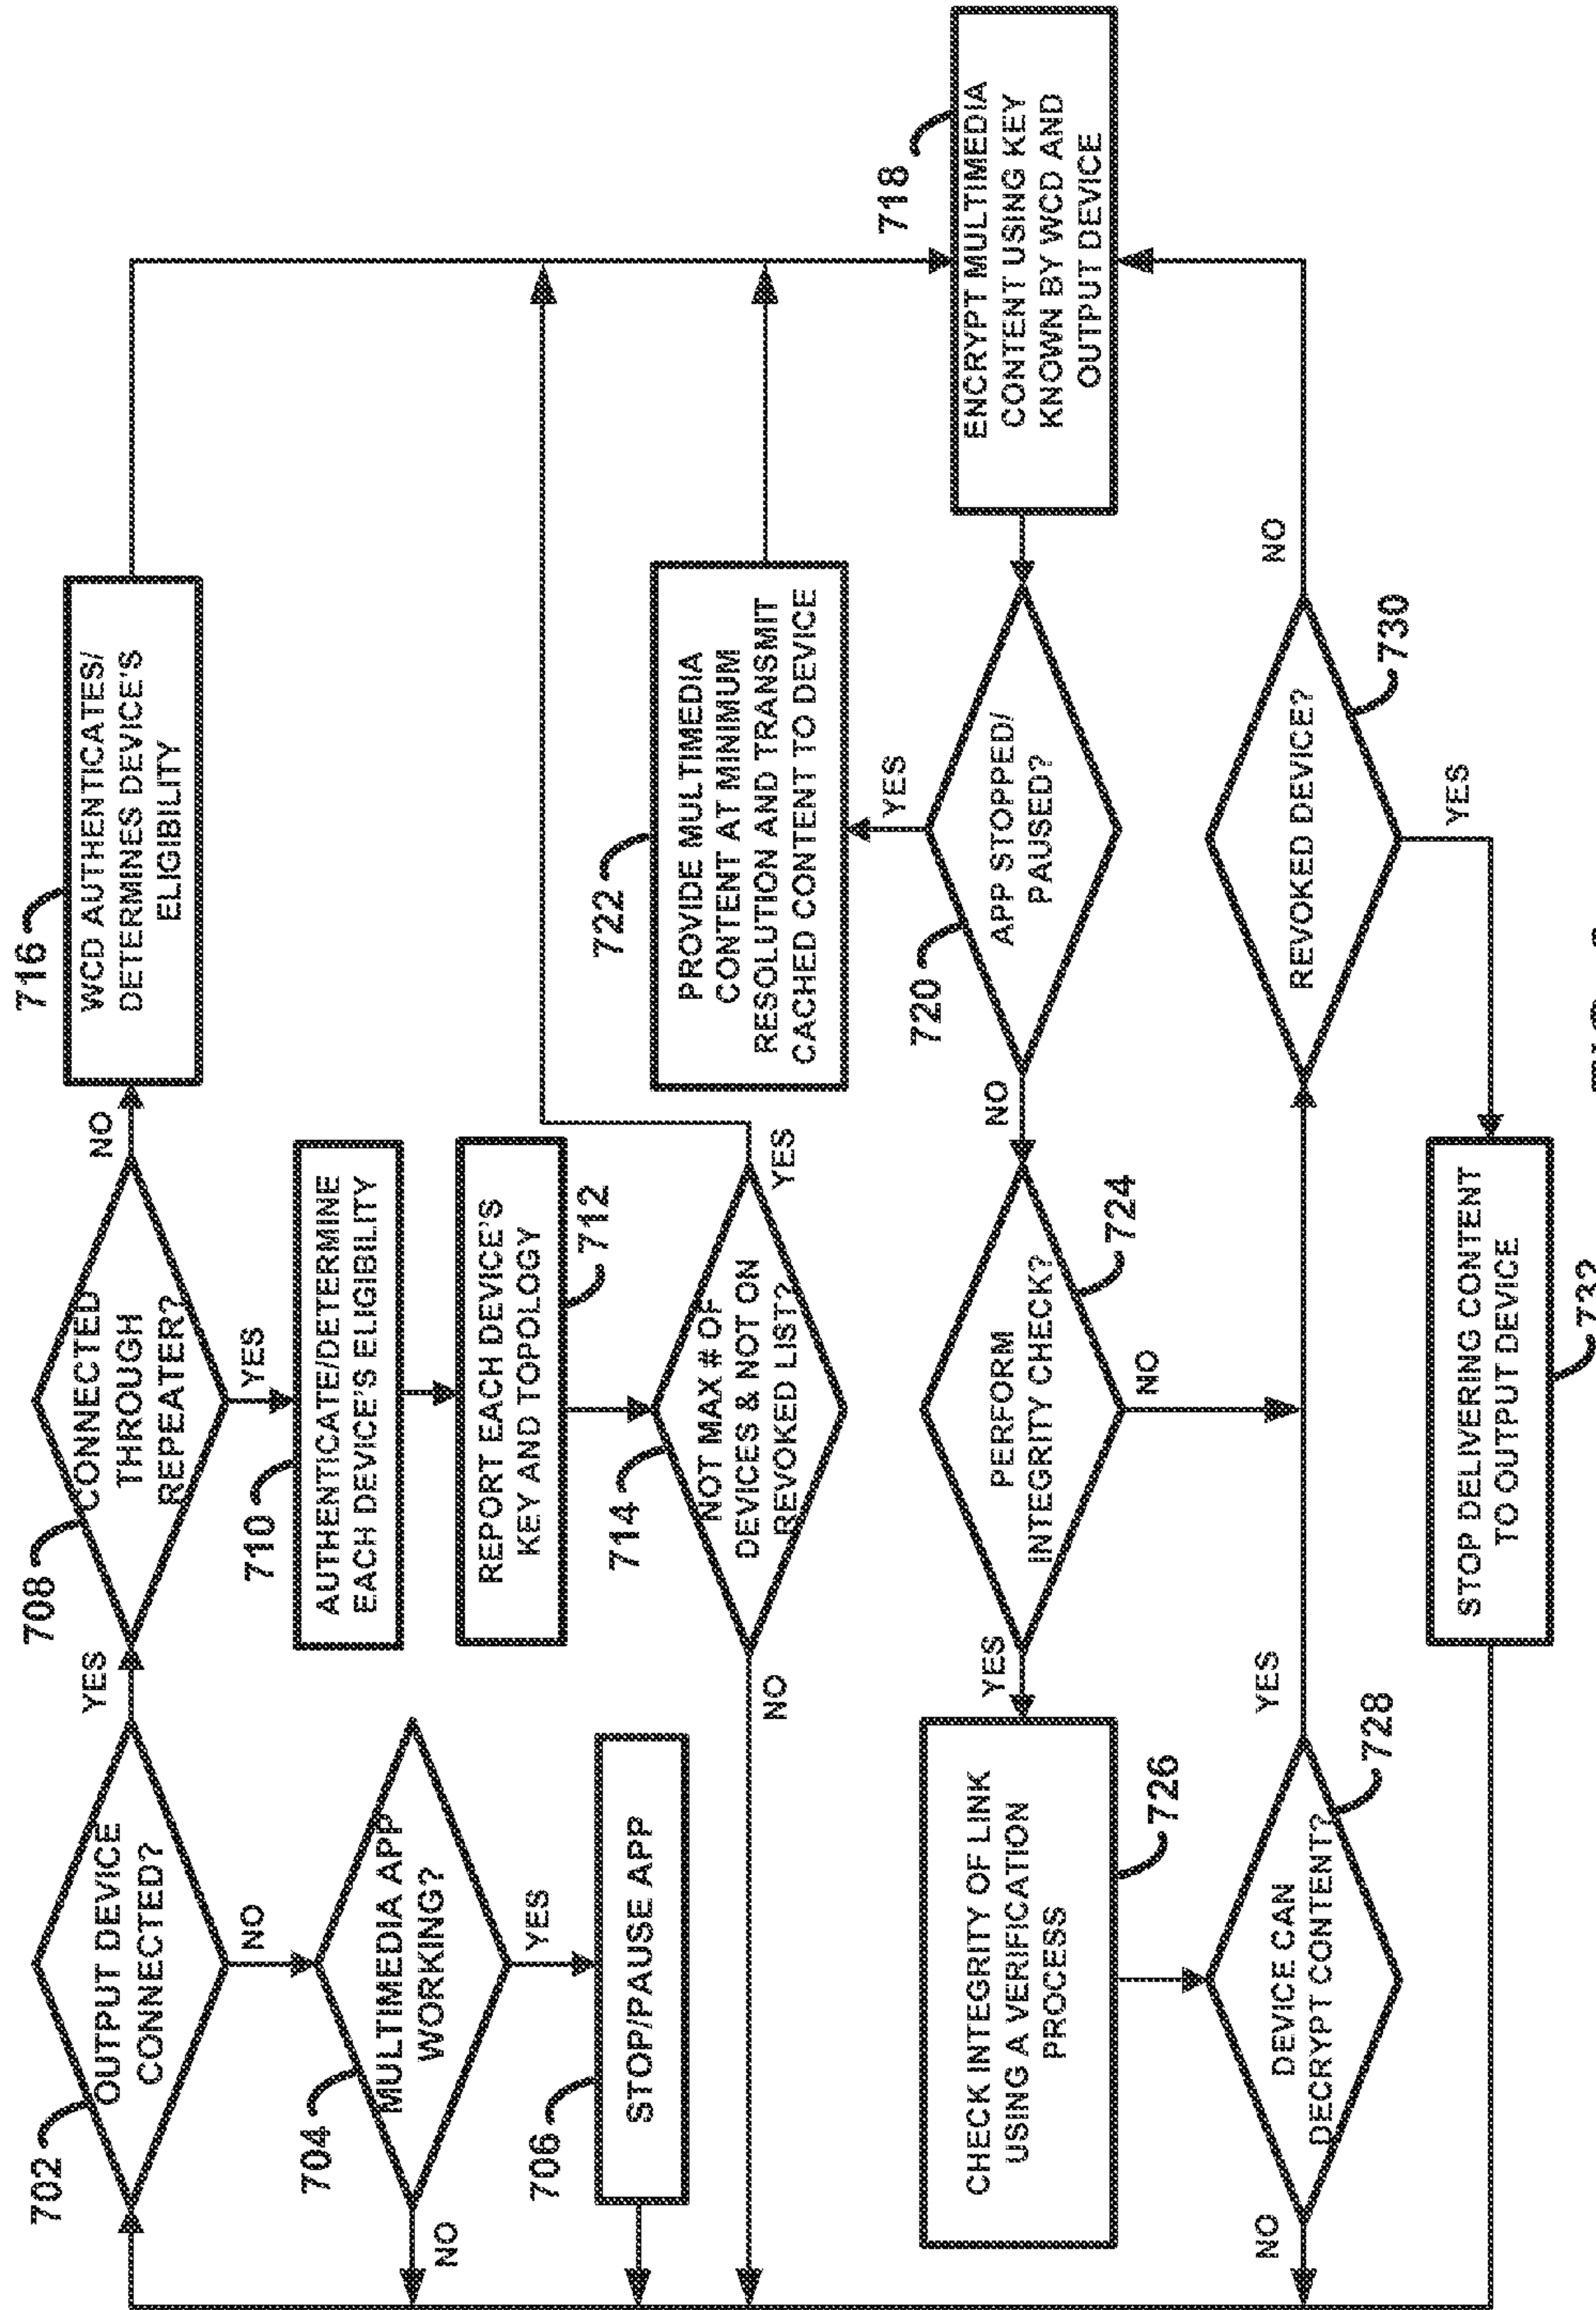 702
OUTPUT DEVICE
CONNECTED?
YES
NO
708
CONNECTED
THROUGH
REPEATER?
NO
YES
716
WCD AUTHENTICATES/
DETERMINES DEVICE'S
ELIGIBILITY
704
MULTIMEDIA APP
WORKING?
NO
YES
710
AUTHENTICATE/DETERMINE
EACH DEVICE'S ELIGIBILITY
706
STOP/PAUSE APP
REPORT EACH DEVICE'S
KEY AND TOPOLOGY
712
714
NOT MAX # OF
DEVICES & NOT ON
REVOKED LIST?
NO
YES
722
PROVIDE MULTIMEDIA
CONTENT AT MINIMUM
RESOLUTION AND TRANSMIT
CACHED CONTENT TO DEVICE
718
ENCRYPT MULTIMEDIA
CONTENT USING KEY
KNOWN BY WCD AND
OUTPUT DEVICE
720
APP STOPPED/
PAUSED?
YES
NO
PERFORM
INTEGRITY CHECK?
724
YES
NO
CHECK INTEGRITY OF LINK
USING A VERIFICATION
PROCESS
726
DEVICE CAN
DECRYPT CONTENT?
728
NO
YES
REVOKED DEVICE?
730
NO
YES
STOP DELIVERING CONTENT
TO OUTPUT DEVICE
732